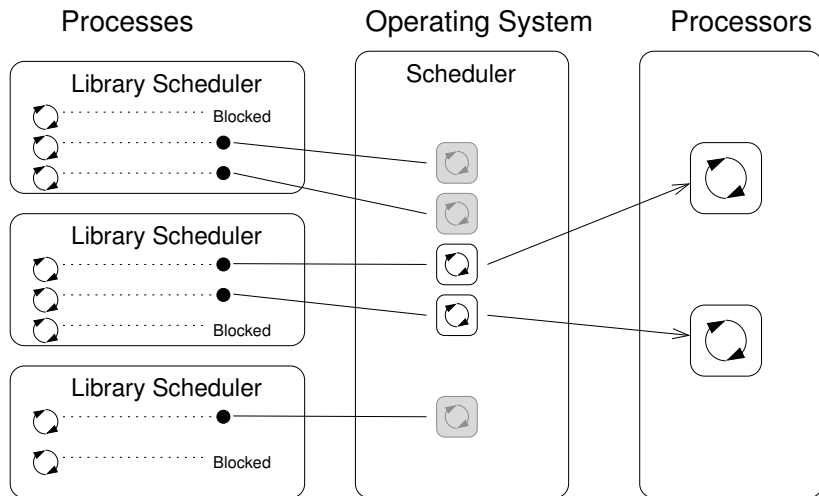 Processes
Operating System
Processors
Library Scheduler
Blocked
Library Scheduler
Blocked
Library Scheduler
Blocked
Scheduler